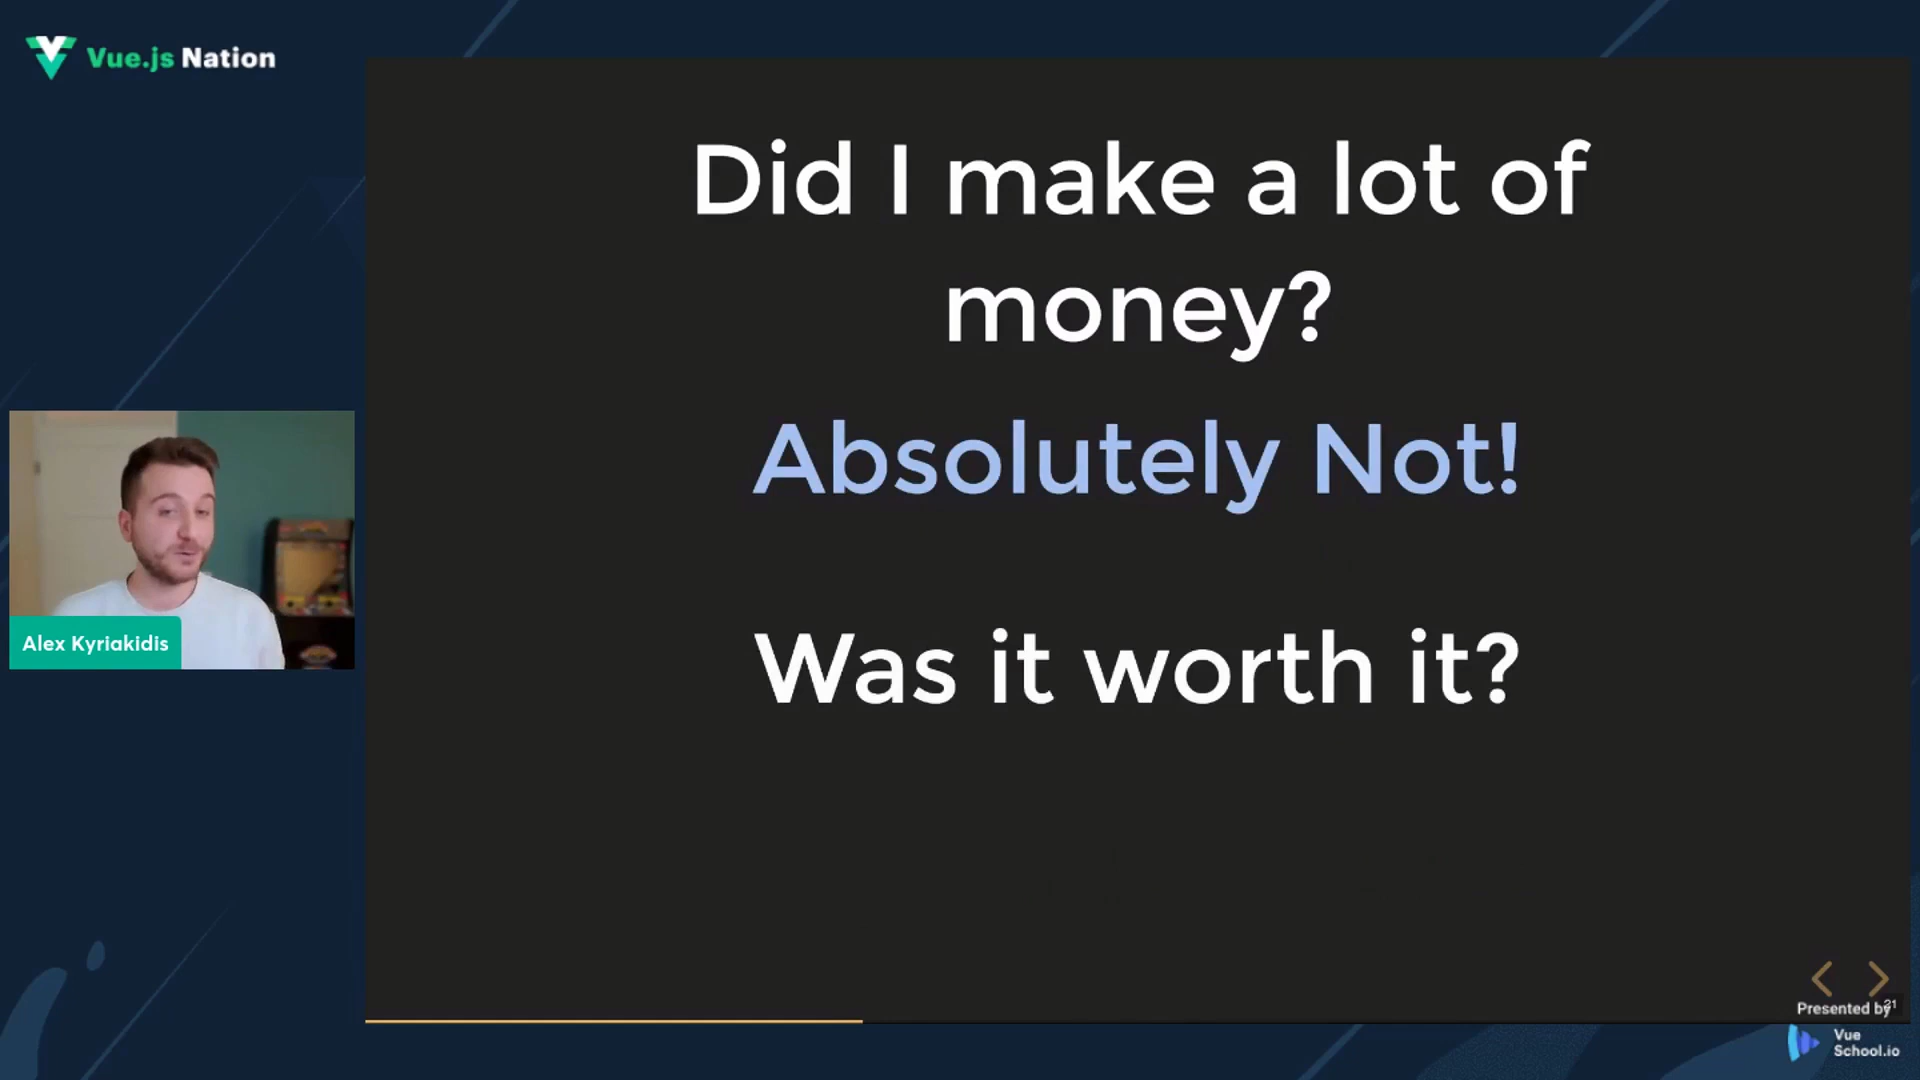 Vue.js Nation
Did I make a lot of
money?
Absolutely Not!
Was it worth it?
Alex Kyriakidis
21
Presented by
Vue
School.io